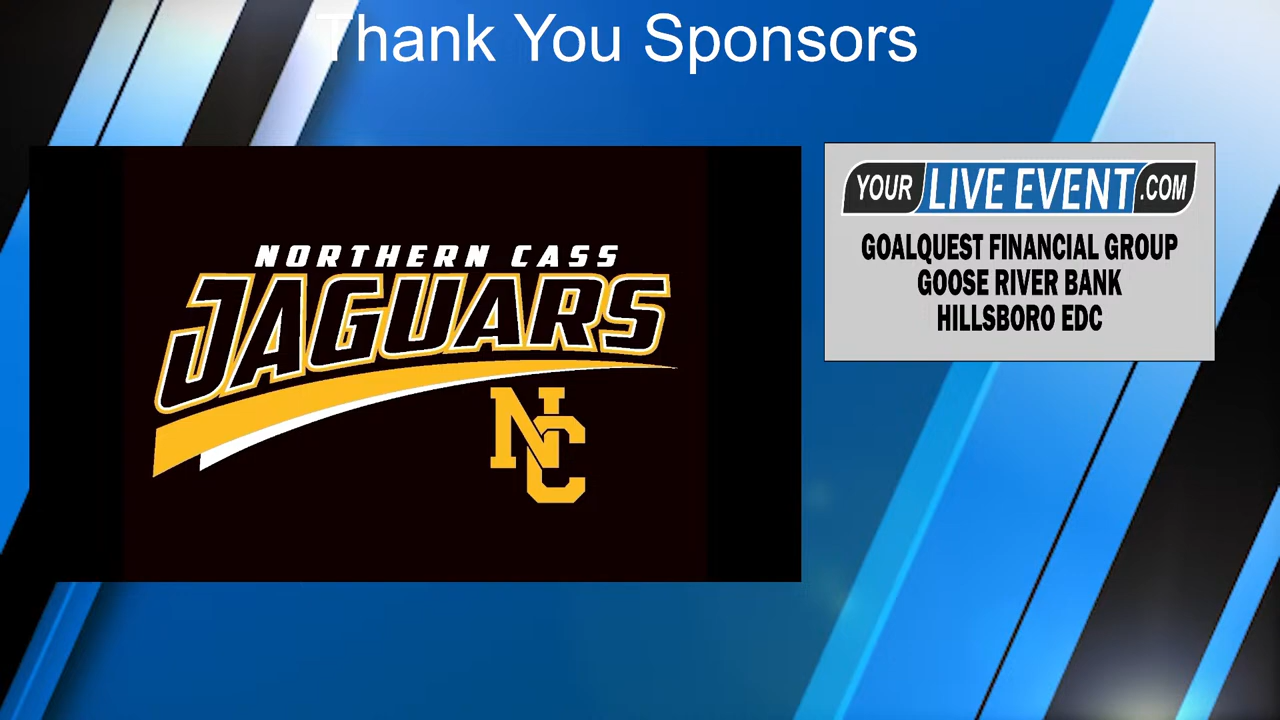 Thank You Sponsors
NORTHERN CASS
JAGUARS
NC
YOUR LIVE EVENT .COM
GOALQUEST FINANCIAL GROUP
GOOSE RIVER BANK
HILLSBORO EDC